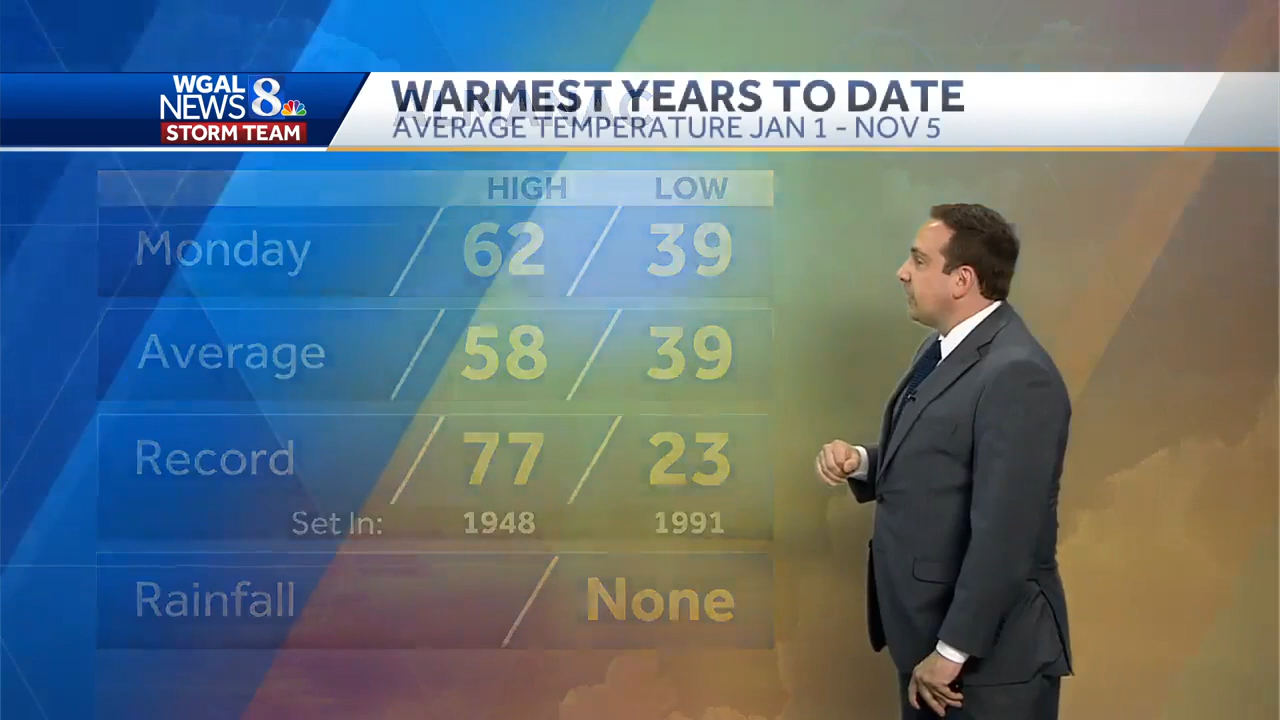 WGAL
NEWS 8
STORM TEAM
WARMEST YEARS TO DATE
AVERAGE TEMPERATURE JAN 1 - NOV 5
HIGH LOW
Monday 62 39
Average 58 39
Record 77 23
Set In: 1948 1991
Rainfall None